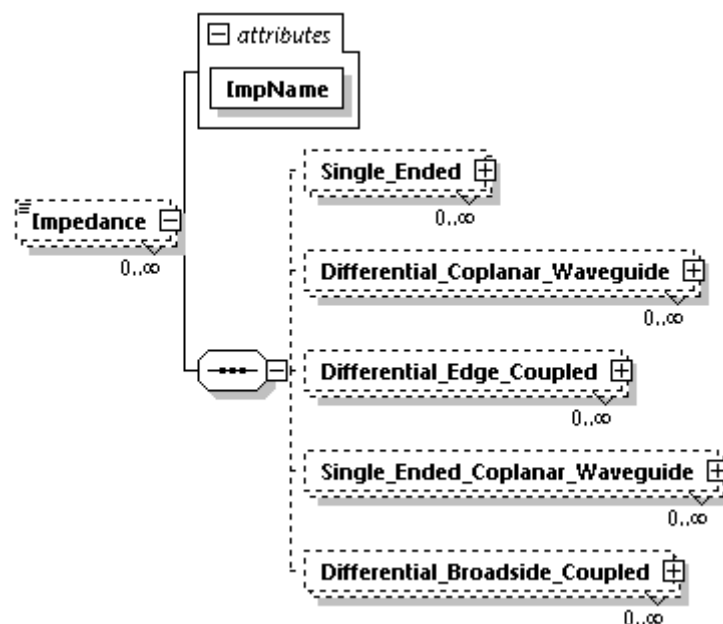 attributes
ImpName
Single_Ended
0..∞
Impedance
0..∞
Differential_Coplanar_Waveguide
0..∞
Differential_Edge_Coupled
0..∞
Single_Ended_Coplanar_Waveguide
0..∞
Differential_Broadside_Coupled
0..∞